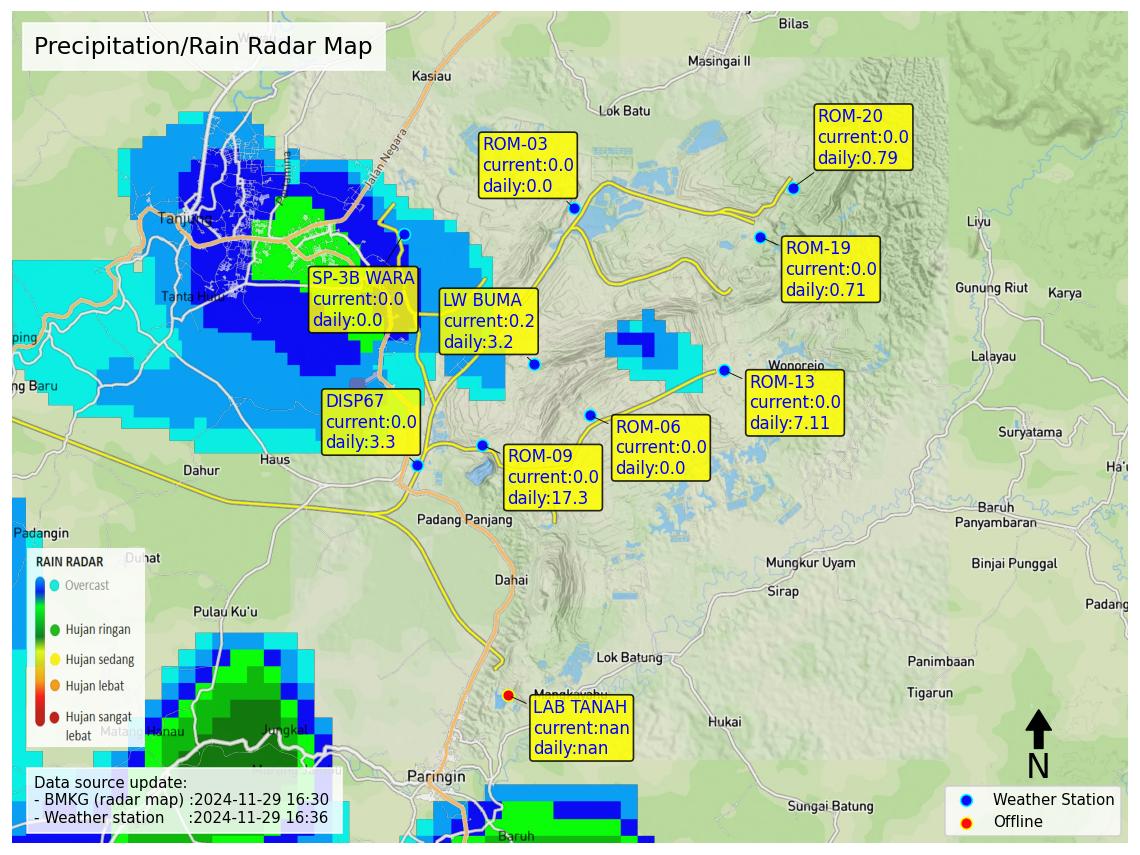 Precipitation/Rain Radar Map
Bilas
Masingai II
Kasiau
Lok Batu
Jalan Negara
Tanjung
ROM-03
current:0.0
daily:0.0
ROM-20
current:0.0
daily:0.79
ROM-19
current:0.0
daily:0.71
Liyu
Gunung Riut
Karya
Lalayau
SP-3B WARA
current:0.0
daily:0.0
LW BUMA
current:0.2
daily:3.2
Wonorejo
ROM-13
current:0.0
daily:7.11
ping
ng Baru
DISP67
current:0.0
daily:3.3
ROM-06
current:0.0
daily:0.0
ROM-09
current:0.0
daily:17.3
Suryatama
Haus
Dahur
Ha'u
Baruh
Panyambaran
Padang Panjang
Padangin
Duhat
Binjai Punggal
Mungkur Uyam
Sirap
Dahai
Padang
Pulau Ku'u
RAIN RADAR
Overcast
Hujan ringan
Hujan sedang
Hujan lebat
Hujan sangat
lebat
Lok Batung
Panimbaan
Tigarun
Mangkayahu
LAB TANAH
current:nan
daily:nan
Hukai
Jungkal
Paringin
Sungai Batung
Baruh
Data source update:
- BMKG (radar map) :2024-11-29 16:30
- Weather station :2024-11-29 16:36
N
Weather Station
Offline